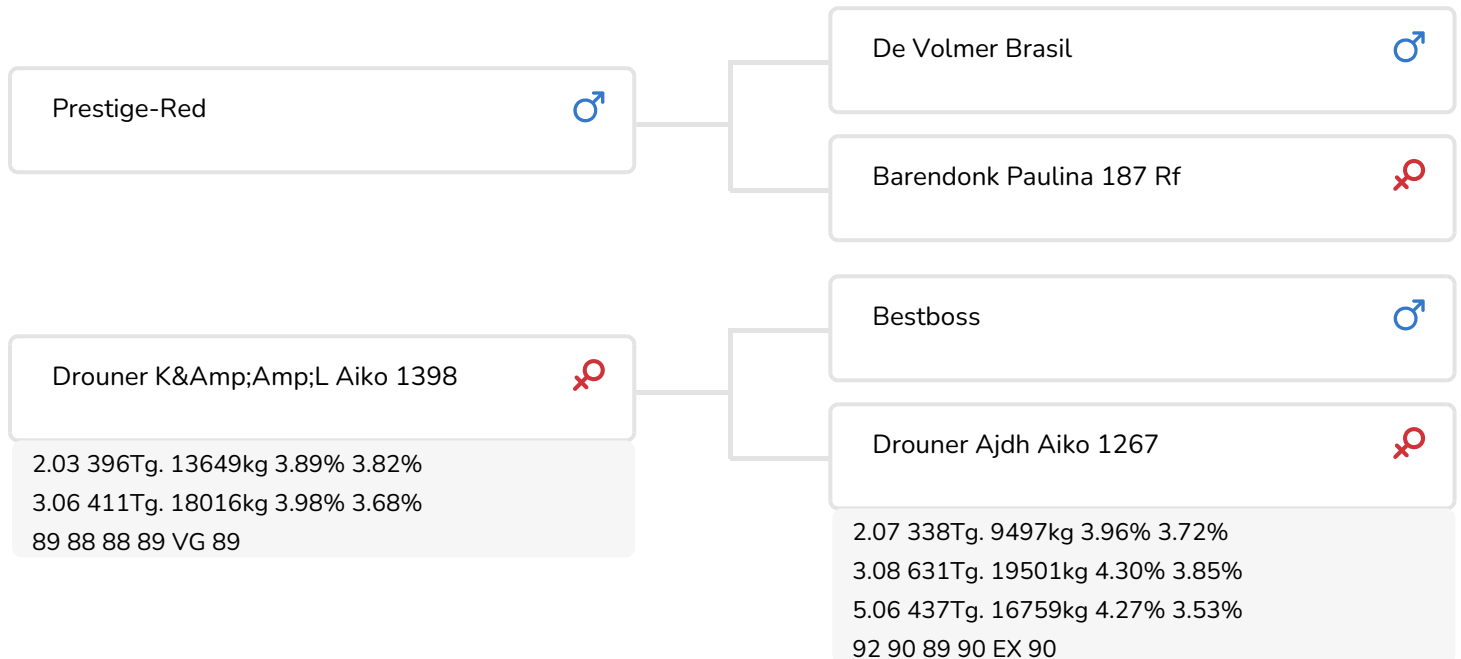 De Volmer Brasil
Prestige-Red
Barendonk Paulina 187 Rf
Bestboss
Drouner K&Amp;Amp;L Aiko 1398
2.03 396Tg. 13649kg 3.89% 3.82%
3.06 411Tg. 18016kg 3.98% 3.68%
89 88 88 89 VG 89
Drouner Ajdh Aiko 1267
2.07 338Tg. 9497kg 3.96% 3.72%
3.08 631Tg. 19501kg 4.30% 3.85%
5.06 437Tg. 16759kg 4.27% 3.53%
92 90 89 90 EX 90